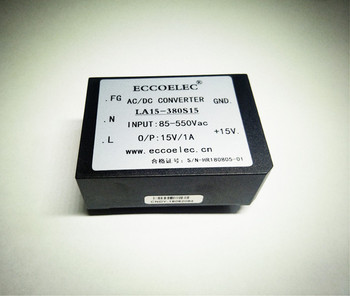 ECCOELEC®
.FG AC/DC CONVERTER GND.
LA15-380S15
.N INPUT:85-550Vac
+15V.
.L O/P:15V/1A
www.eccoelec.cn
合格证号: S/N-HR180805-01